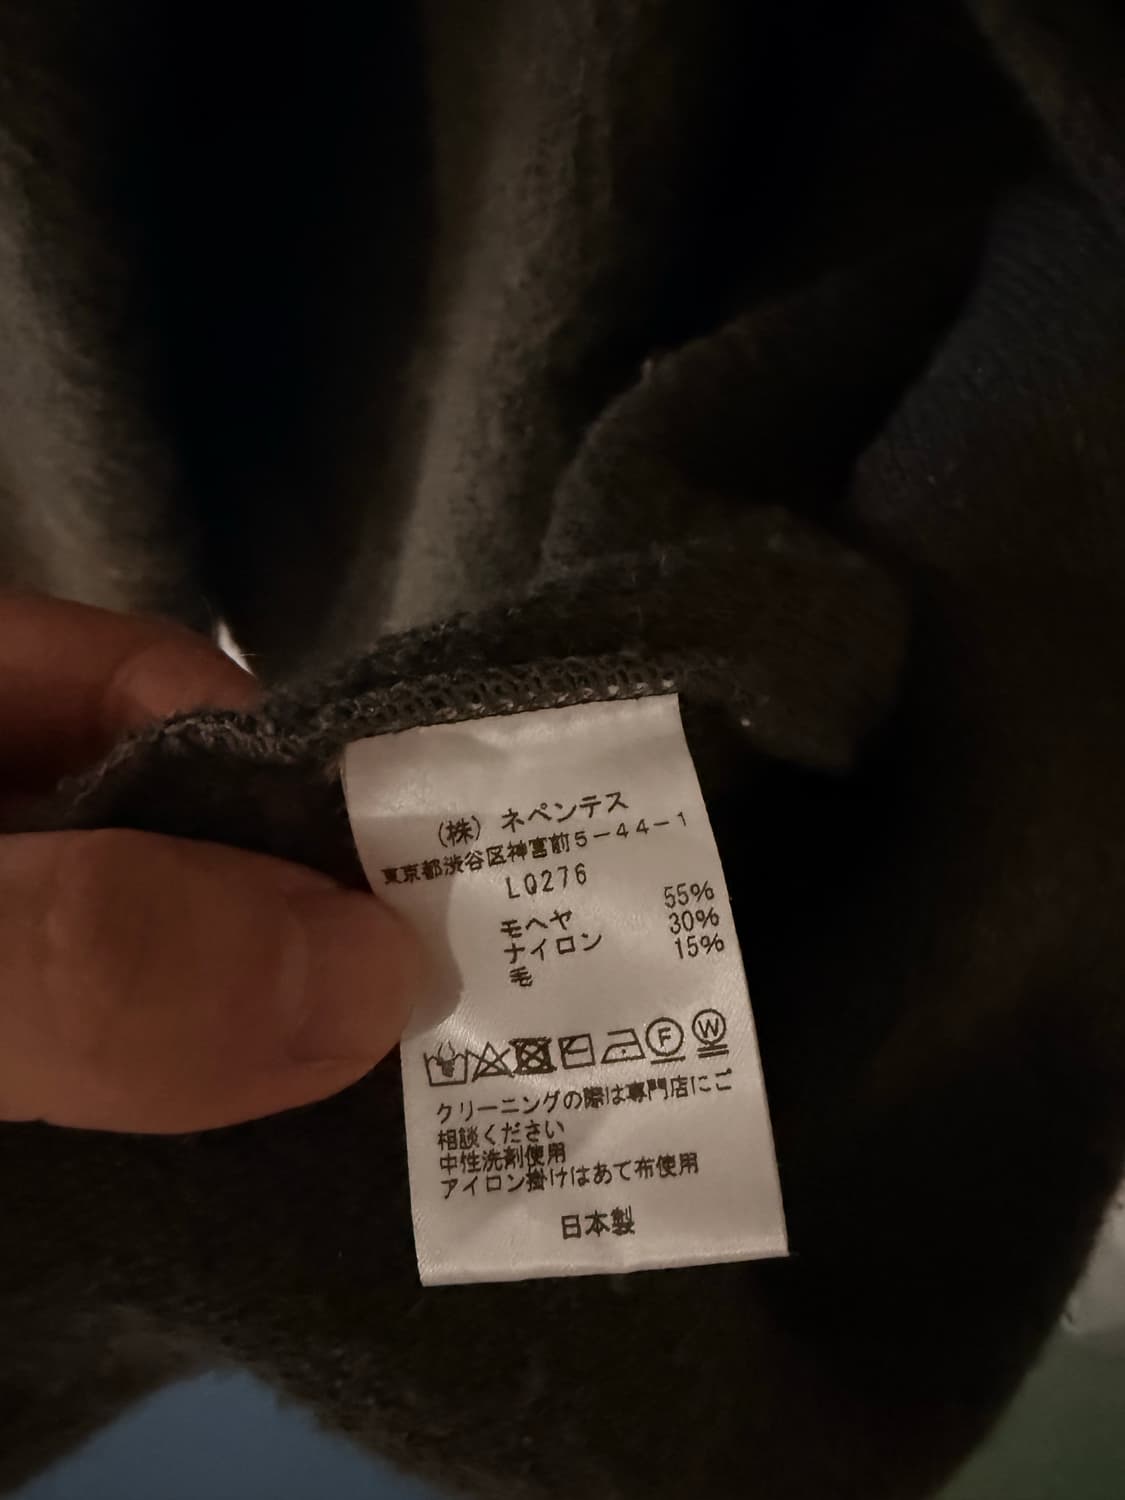 （株）ネペンテス
東京都渋谷区神宮前5－44－1
LQ276
モヘヤ 55%
ナイロン 30%
毛 15%
F W
クリーニングの際は専門店にご
相談ください
中性洗剤使用
アイロン掛けはあて布使用
日本製